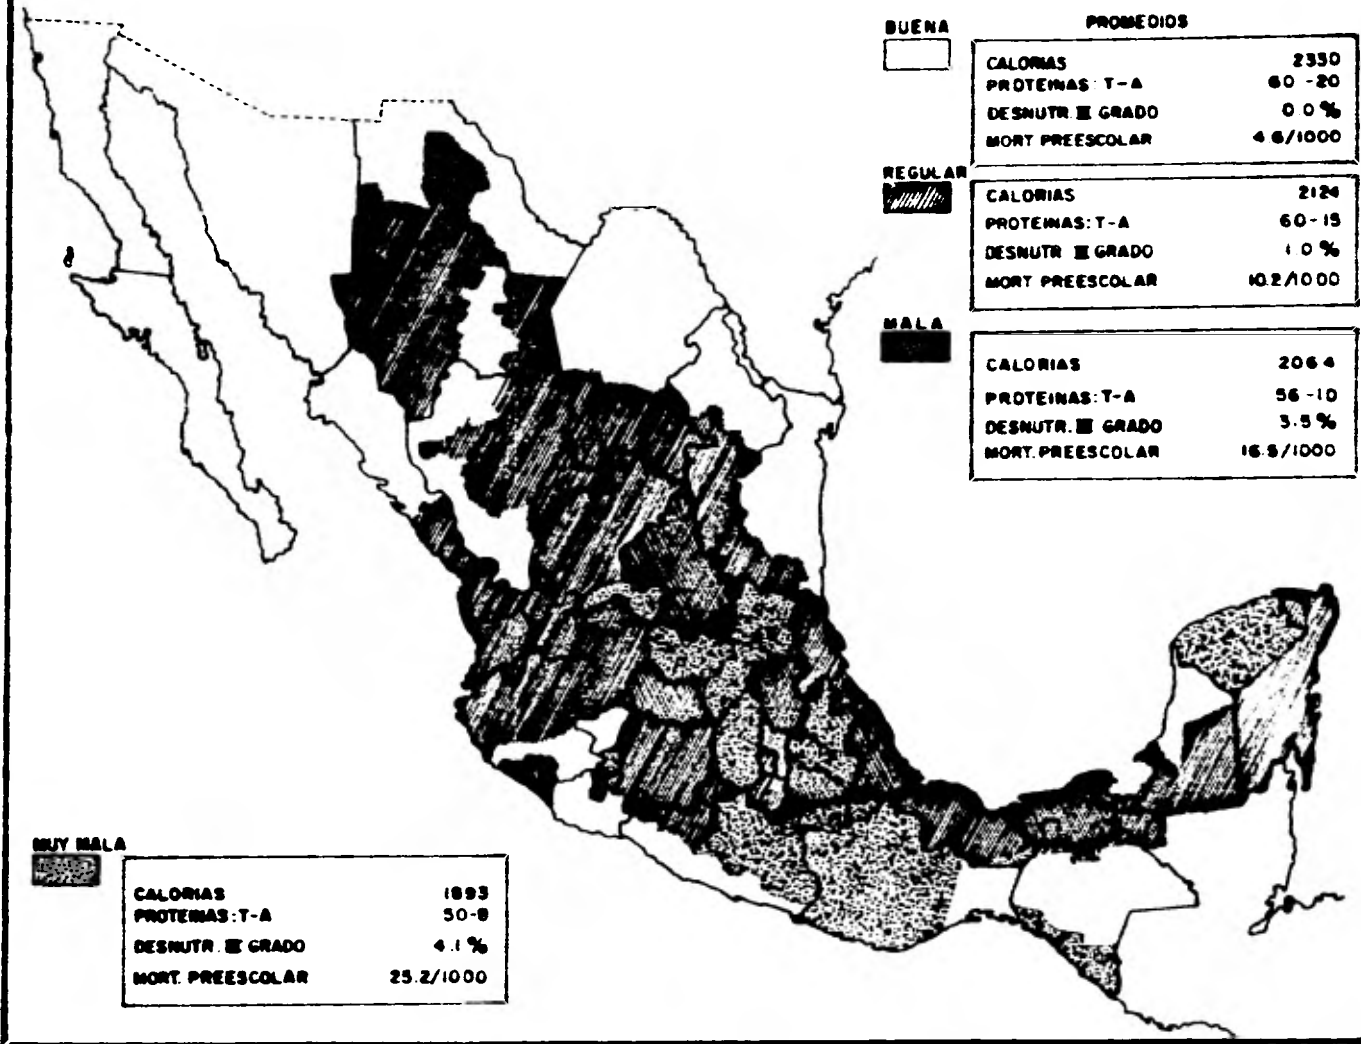 PROMEDIOS
BUENA
CALORIAS 2330
PROTEINAS: T-A 60-20
DESNUTR. III GRADO 0.0%
MORT PREESCOLAR 4.6/1000
REGULAR
CALORIAS 2124
PROTEINAS: T-A 60-15
DESNUTR III GRADO 1.0%
MORT PREESCOLAR 10.2/1000
MALA
CALORIAS 2064
PROTEINAS: T-A 56-10
DESNUTR. III GRADO 3.5%
MORT. PREESCOLAR 16.5/1000
MUY MALA
CALORIAS 1893
PROTEINAS: T-A 50-8
DESNUTR. III GRADO 4.1%
MORT. PREESCOLAR 25.2/1000